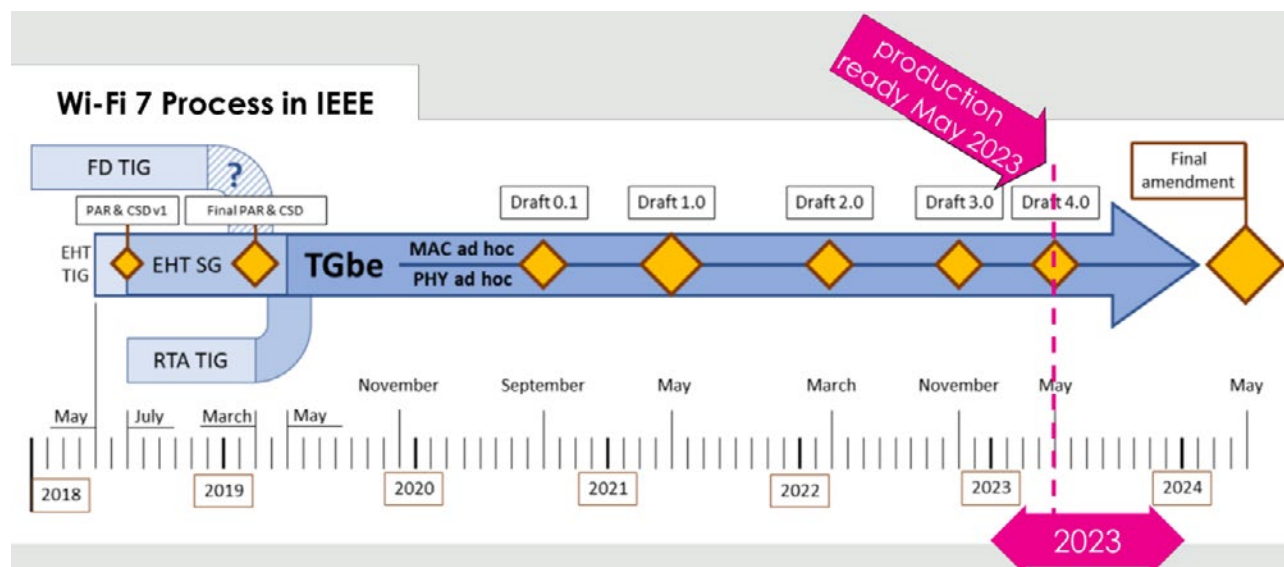 production
ready May 2023
Wi-Fi 7 Process in IEEE
FD TIG
?
Final
amendment
PAR & CSD v1
Final PAR & CSD
Draft 0.1
Draft 1.0
Draft 2.0
Draft 3.0
Draft 4.0
EHT
TIG
EHT SG
TGbe
MAC ad hoc
PHY ad hoc
RTA TIG
November
September
May
March
November
May
May
May
July
March
May
2018
2019
2020
2021
2022
2023
2024
2023